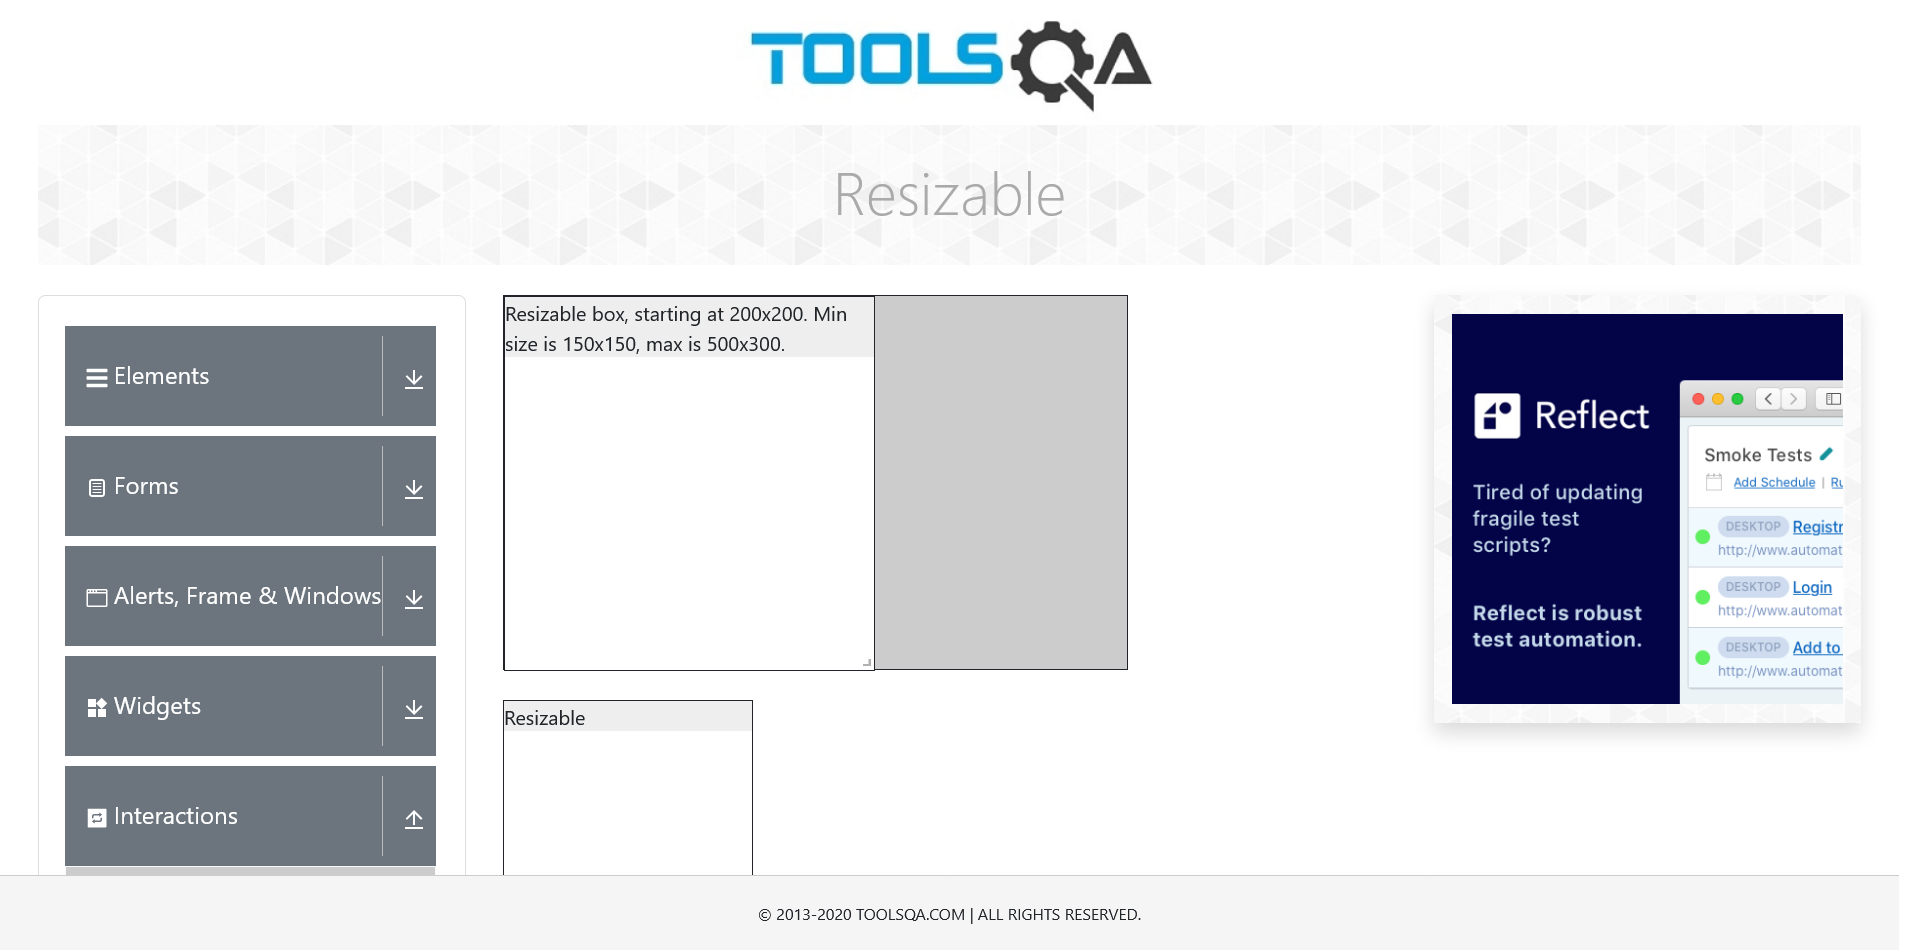 TOOLSQA
Resizable
Elements
Forms
Alerts, Frame & Windows
Widgets
Interactions
Resizable box, starting at 200x200. Min
size is 150x150, max is 500x300.
Resizable
Reflect
Tired of updating
fragile test
scripts?
Reflect is robust
test automation.
Smoke Tests
Add Schedule | Ru
DESKTOP Registr
http://www.automat
DESKTOP Login
http://www.automat
DESKTOP Add to
http://www.automat
© 2013-2020 TOOLSQA.COM | ALL RIGHTS RESERVED.